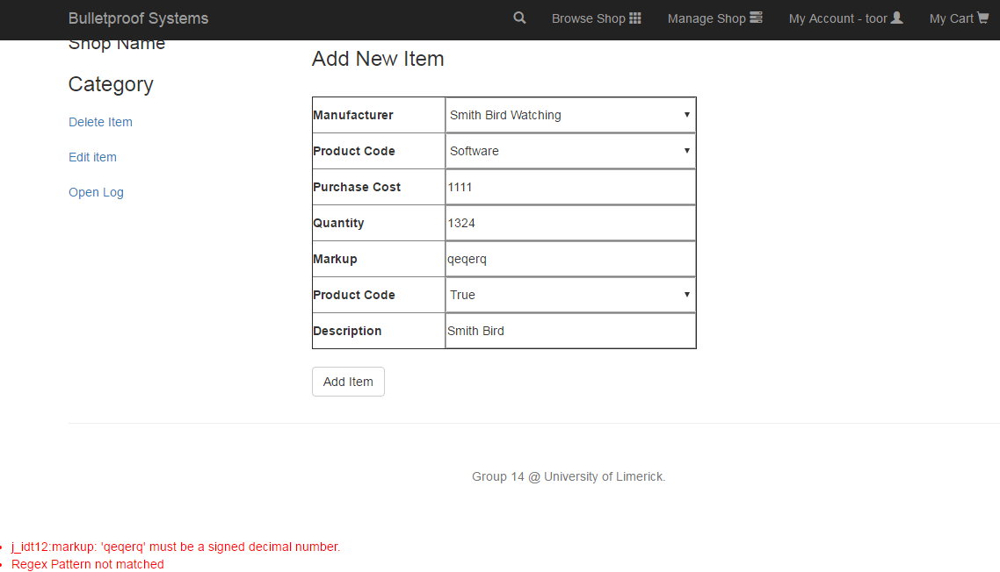 Bulletproof Systems Browse Shop Manage Shop My Account - toor My Cart
Shop Name
Add New Item
Category
Delete Item
Edit item
Open Log
Manufacturer Smith Bird Watching
Product Code Software
Purchase Cost 1111
Quantity 1324
Markup qeqerq
Product Code True
Description Smith Bird
Add Item
Group 14 @ University of Limerick.
j_idt12:markup: 'qeqerq' must be a signed decimal number.
Regex Pattern not matched